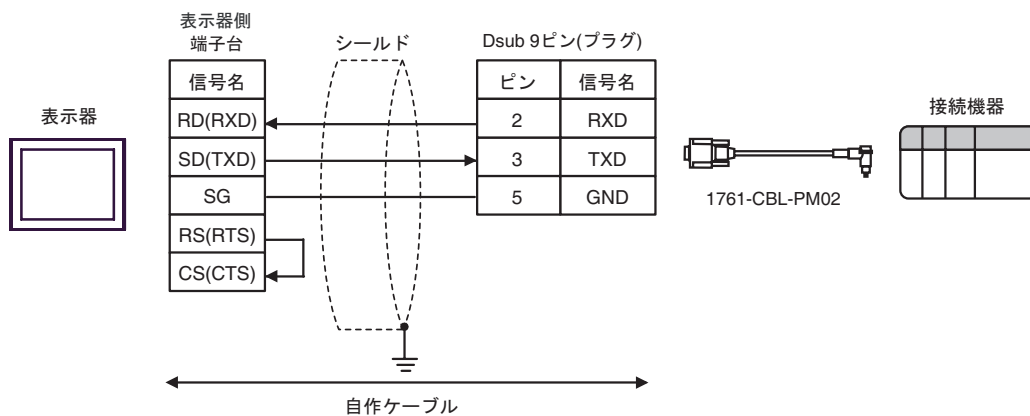 表示器側
端子台
シールド
Dsub 9ピン(プラグ)
表示器
信号名
ピン 信号名
接続機器
RD(RXD) 2 RXD
SD(TXD) 3 TXD
SG 5 GND
1761-CBL-PM02
RS(RTS)
CS(CTS)
自作ケーブル